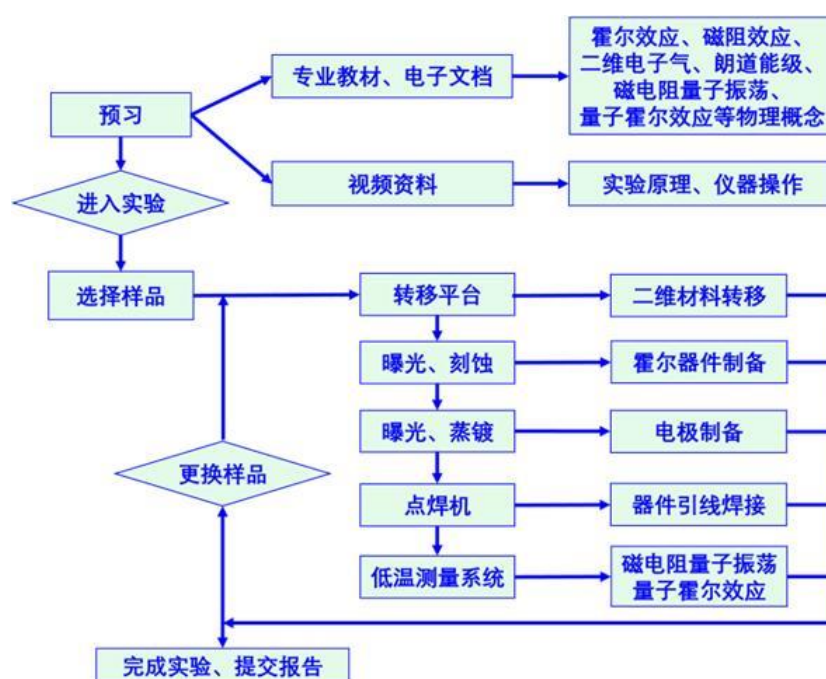 霍尔效应、磁阻效应、
二维电子气、朗道能级、
磁电阻量子振荡、
量子霍尔效应等物理概念
专业教材、电子文档
预习
视频资料
实验原理、仪器操作
进入实验
选择样品
转移平台
二维材料转移
曝光、刻蚀
霍尔器件制备
曝光、蒸镀
电极制备
更换样品
点焊机
器件引线焊接
低温测量系统
磁电阻量子振荡
量子霍尔效应
完成实验、提交报告